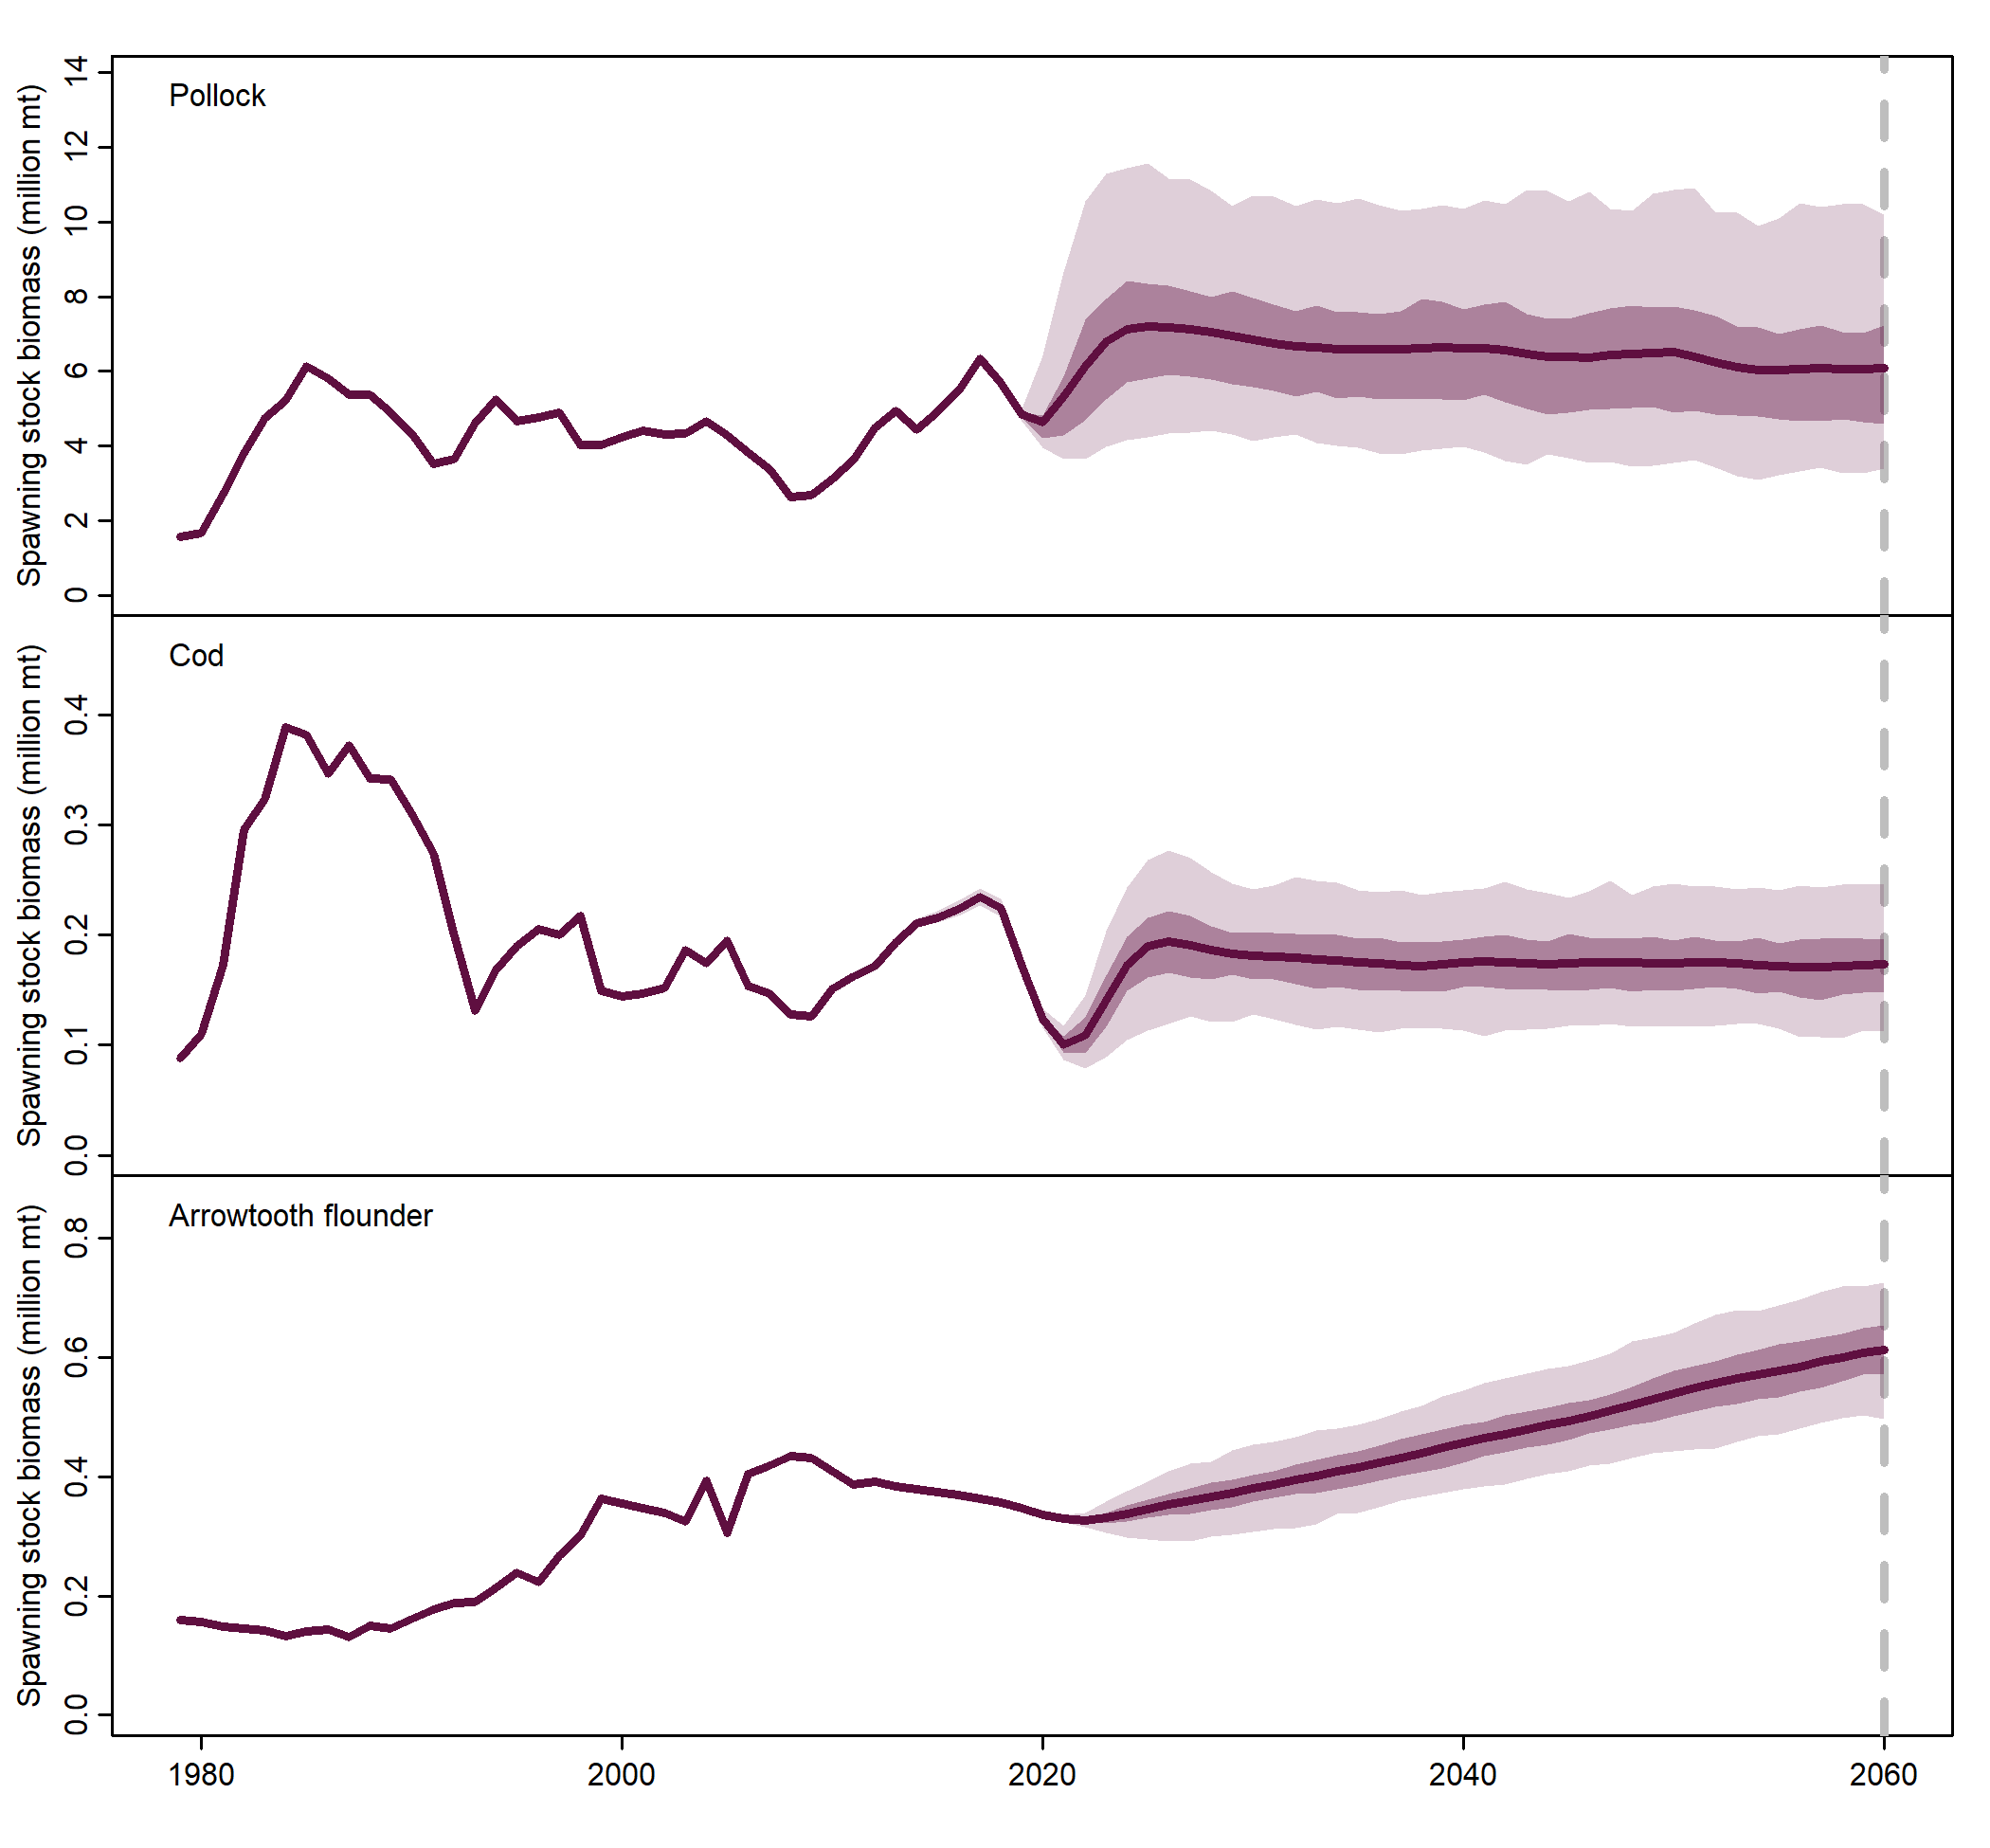 Pollock
Spawning stock biomass (million mt)
14
12
10
8
6
4
2
0
Cod
Spawning stock biomass (million mt)
0.4
0.3
0.2
0.1
0.0
Arrowtooth flounder
Spawning stock biomass (million mt)
0.8
0.6
0.4
0.2
0.0
1980 2000 2020 2040 2060